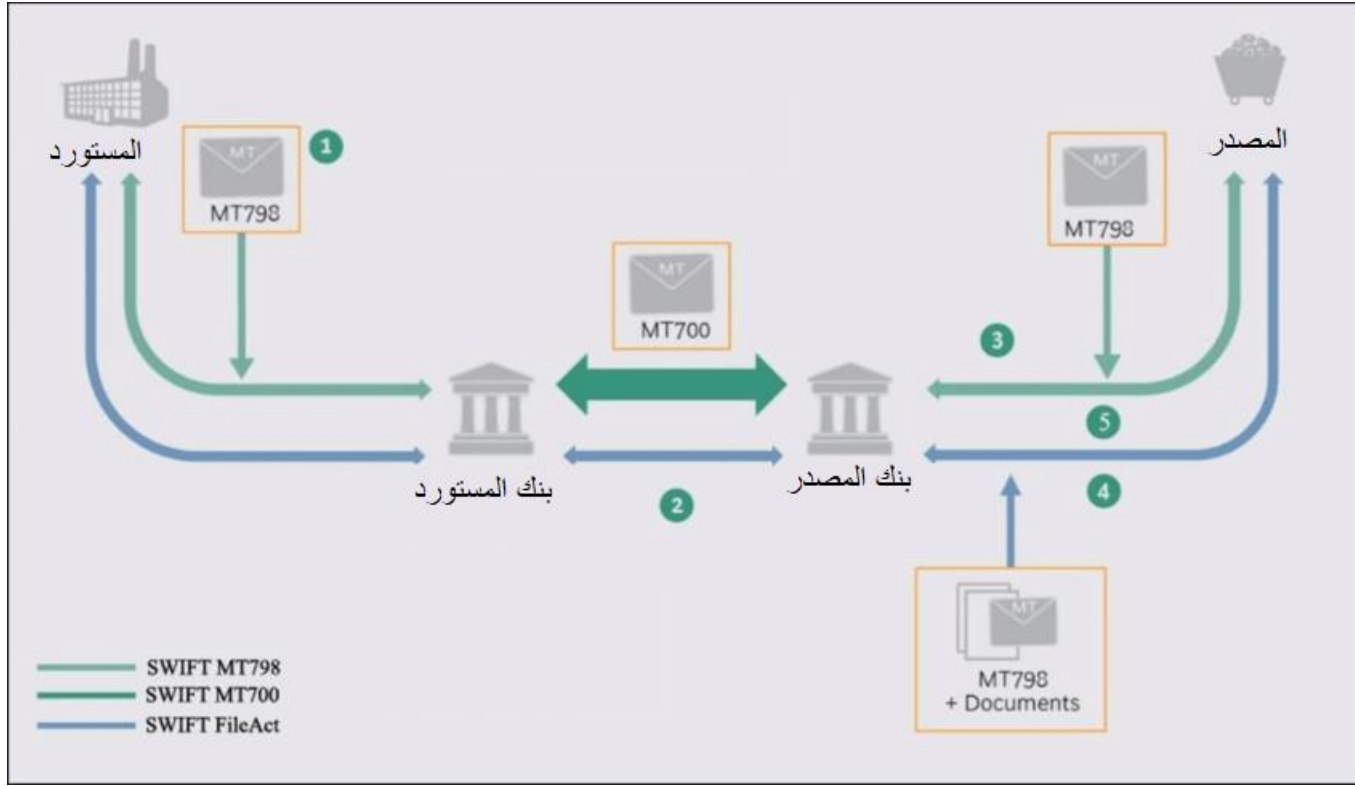 المستورد
المصدر
1
MT
MT798
MT
MT798
MT
MT700
3
5
بنك المستورد
بنك المصدر
2
4
MT
MT798
+ Documents
SWIFT MT798
SWIFT MT700
SWIFT FileAct